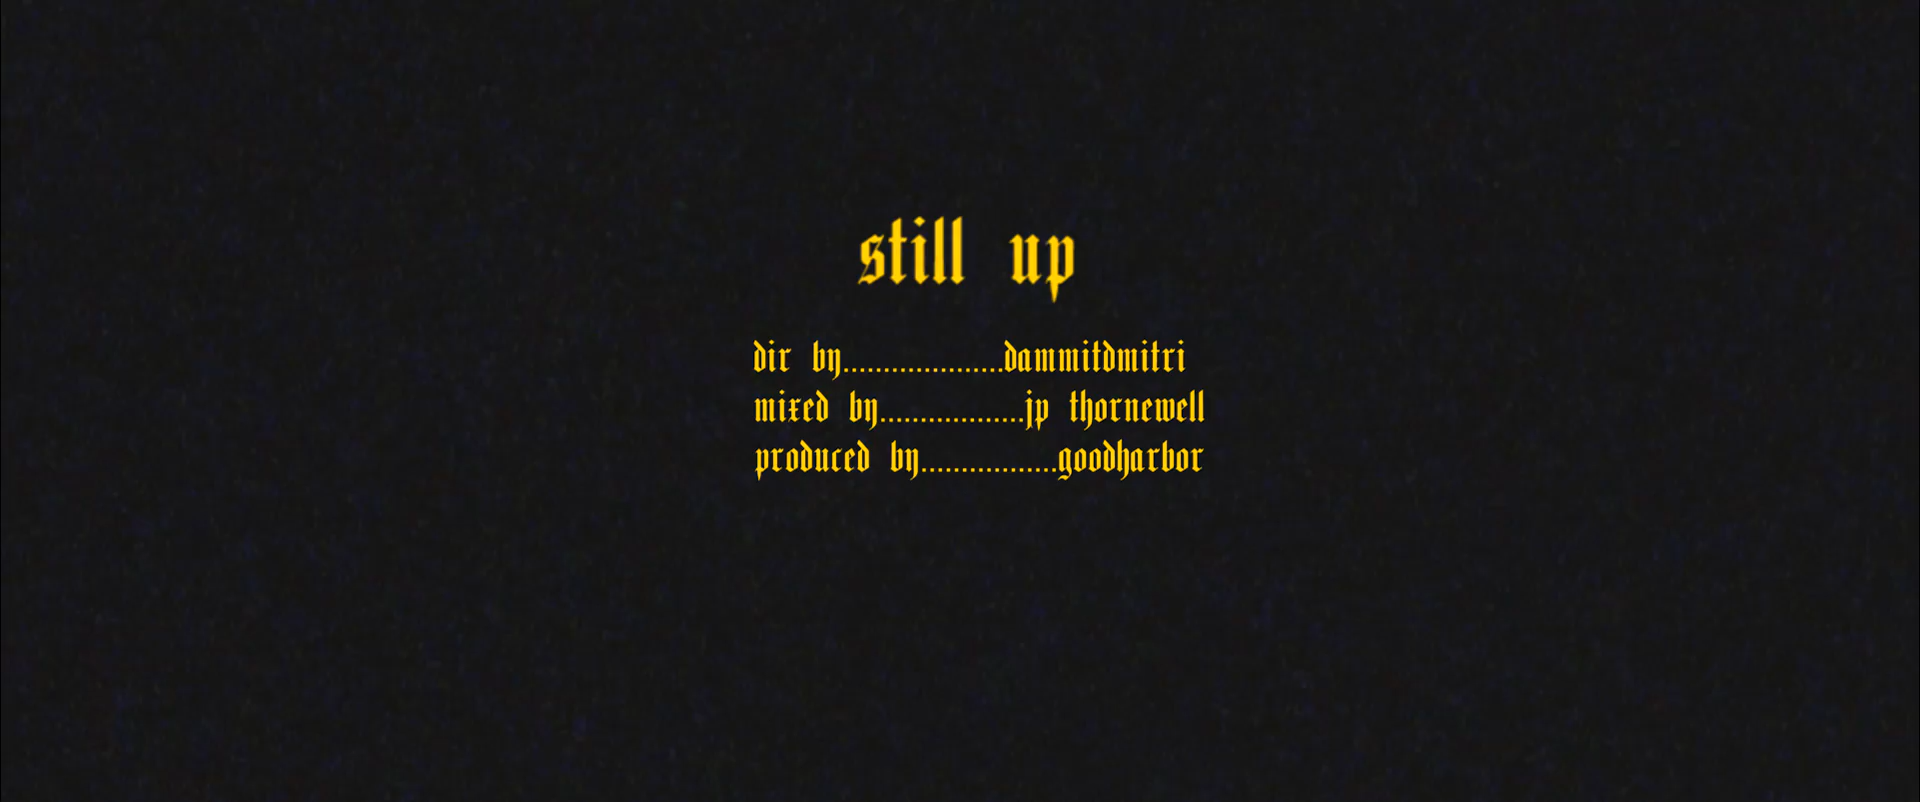 still up
dir by....................dammitdmitri
mixed by..................jp thornewell
produced by.................goodharbor